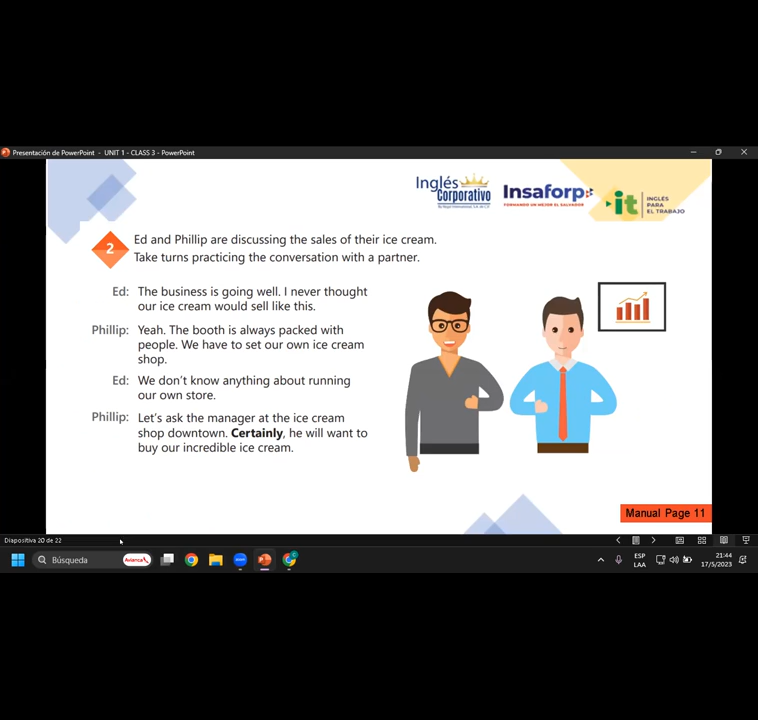 Presentación de PowerPoint - UNIT 1 - CLASS 3 - PowerPoint
Inglés
Corporativo
Insaforp
FORMANDO UN MEJOR EL SALVADOR
it
INGLÉS
PARA
EL TRABAJO
2
Ed and Phillip are discussing the sales of their ice cream.
Take turns practicing the conversation with a partner.
Ed: The business is going well. I never thought
our ice cream would sell like this.
Phillip: Yeah. The booth is always packed with
people. We have to set our own ice cream
shop.
Ed: We don't know anything about running
our own store.
Phillip: Let's ask the manager at the ice cream
shop downtown. Certainly, he will want to
buy our incredible ice cream.
Manual Page 11
Diapositiva 20 de 22
Búsqueda
Avianca
ESP
LAA
21:44
17/5/2023